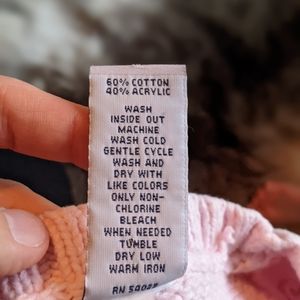 60% COTTON
40% ACRYLIC
WASH
INSIDE OUT
MACHINE
WASH COLD
GENTLE CYCLE
WASH AND
DRY WITH
LIKE COLORS
ONLY NON-
CHLORINE
BLEACH
WHEN NEEDED
TUMBLE
DRY LOW
WARM IRON
RN